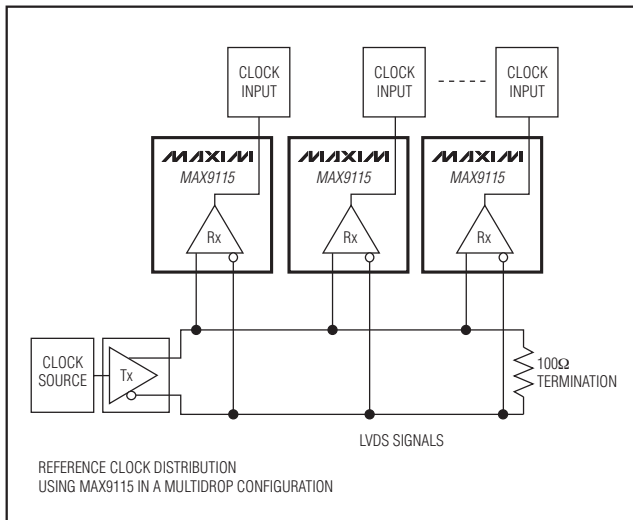 CLOCK
INPUT
CLOCK
INPUT
CLOCK
INPUT
MAXIM
MAX9115
MAXIM
MAX9115
MAXIM
MAX9115
Rx
Rx
Rx
CLOCK
SOURCE
Tx
100Ω
TERMINATION
LVDS SIGNALS
REFERENCE CLOCK DISTRIBUTION
USING MAX9115 IN A MULTIDROP CONFIGURATION